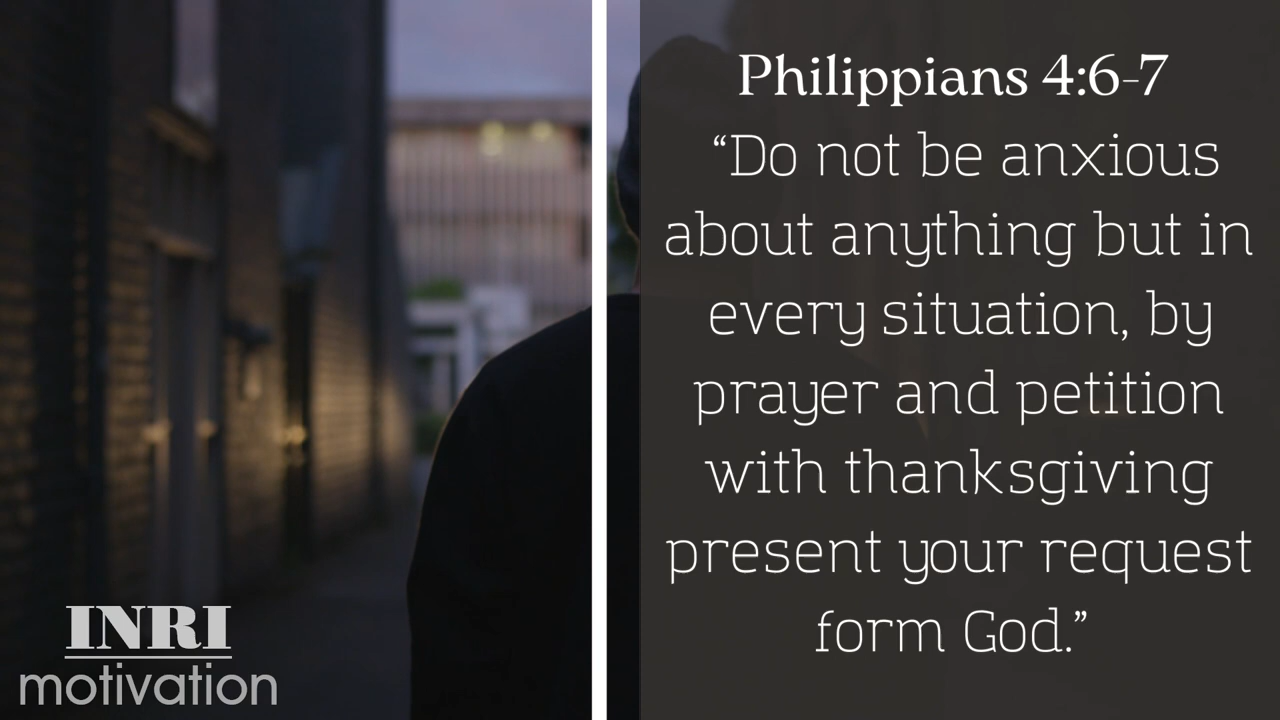 Philippians 4:6-7
“Do not be anxious
about anything but in
every situation, by
prayer and petition
with thanksgiving
present your request
form God.”
INRI
motivation